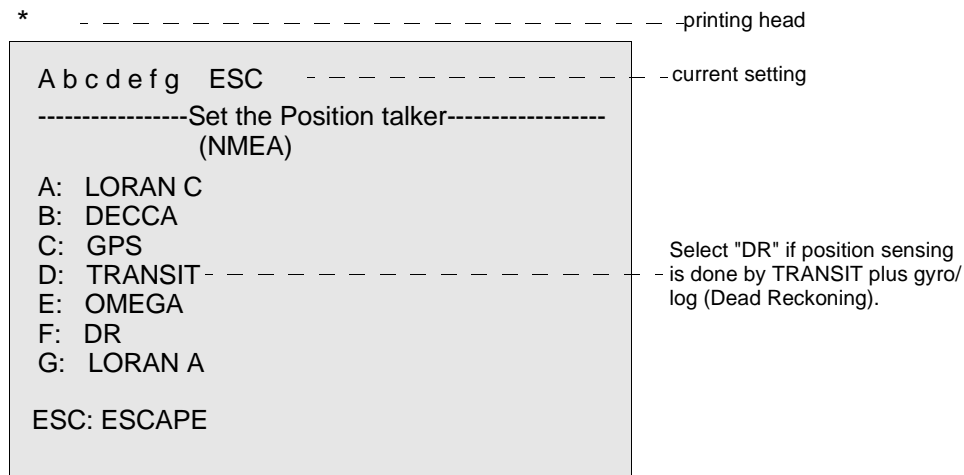 *
printing head
A b c d e f g ESC
current setting
-----------------Set the Position talker------------------
(NMEA)
A: LORAN C
B: DECCA
C: GPS
D: TRANSIT
E: OMEGA
F: DR
G: LORAN A
Select "DR" if position sensing
is done by TRANSIT plus gyro/
log (Dead Reckoning).
ESC: ESCAPE